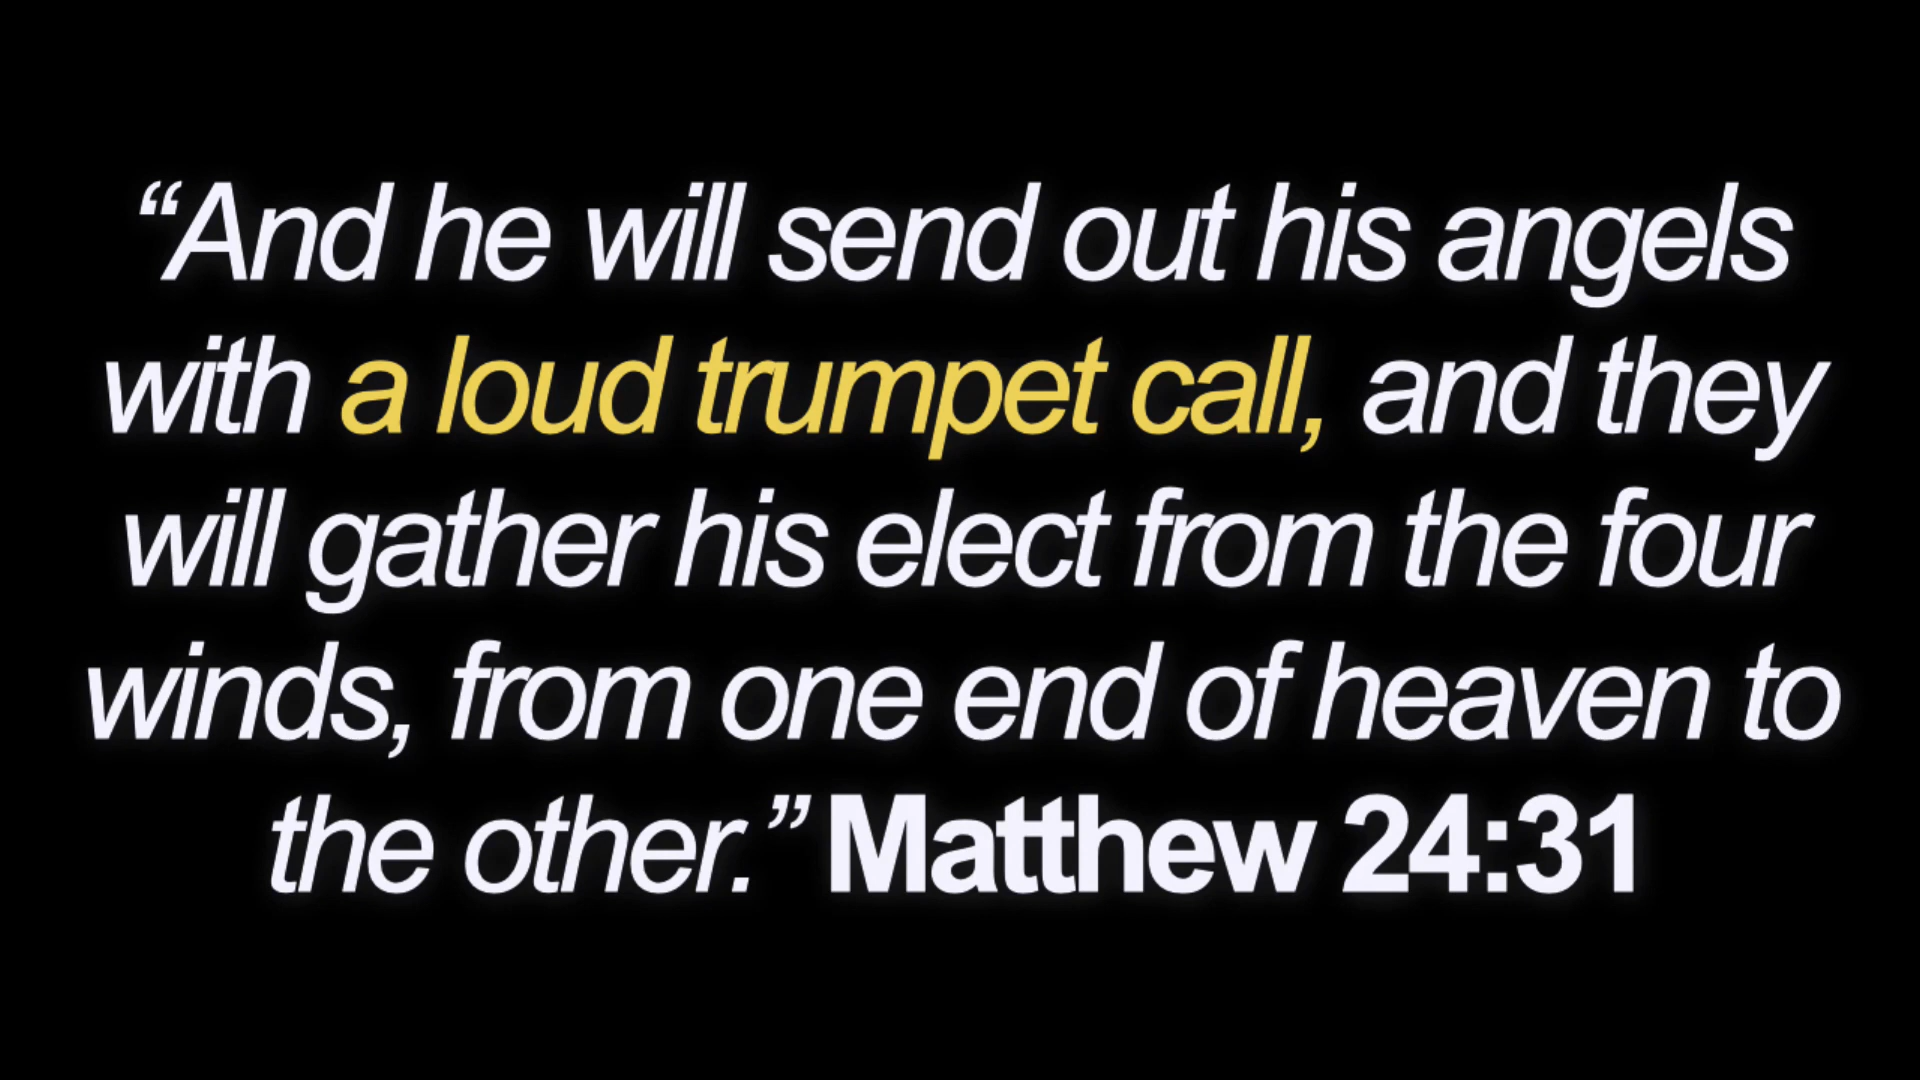 “And he will send out his angels
with a loud trumpet call, and they
will gather his elect from the four
winds, from one end of heaven to
the other.” Matthew 24:31